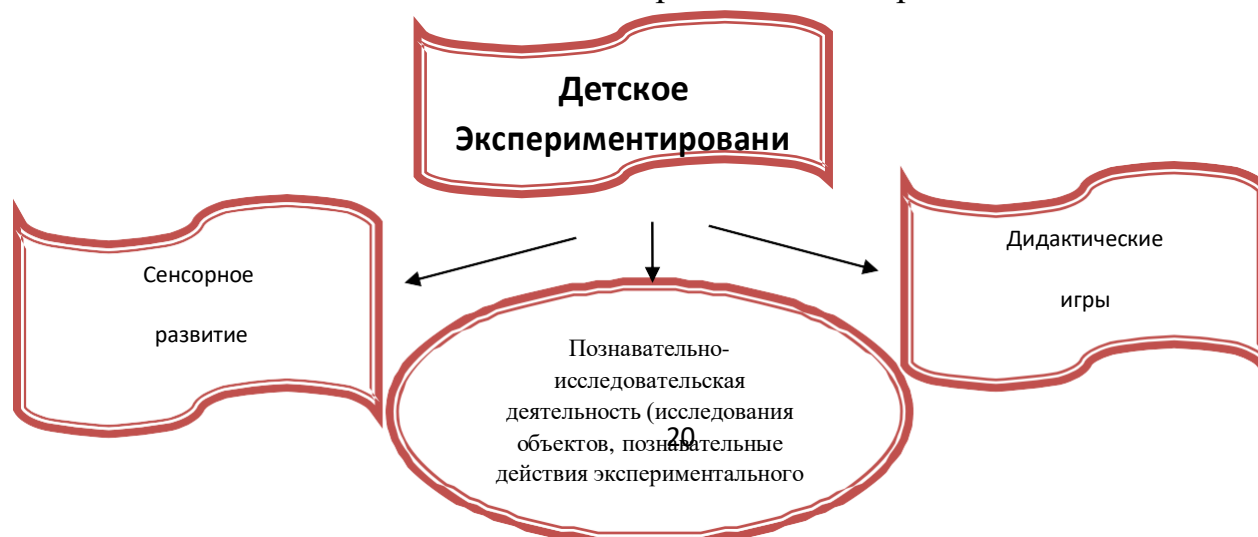 Детское
Экспериментировани
Сенсорное
развитие
Дидактические
игры
Познавательно-
исследовательская
деятельность (исследования
объектов, познавательные
действия экспериментального
20